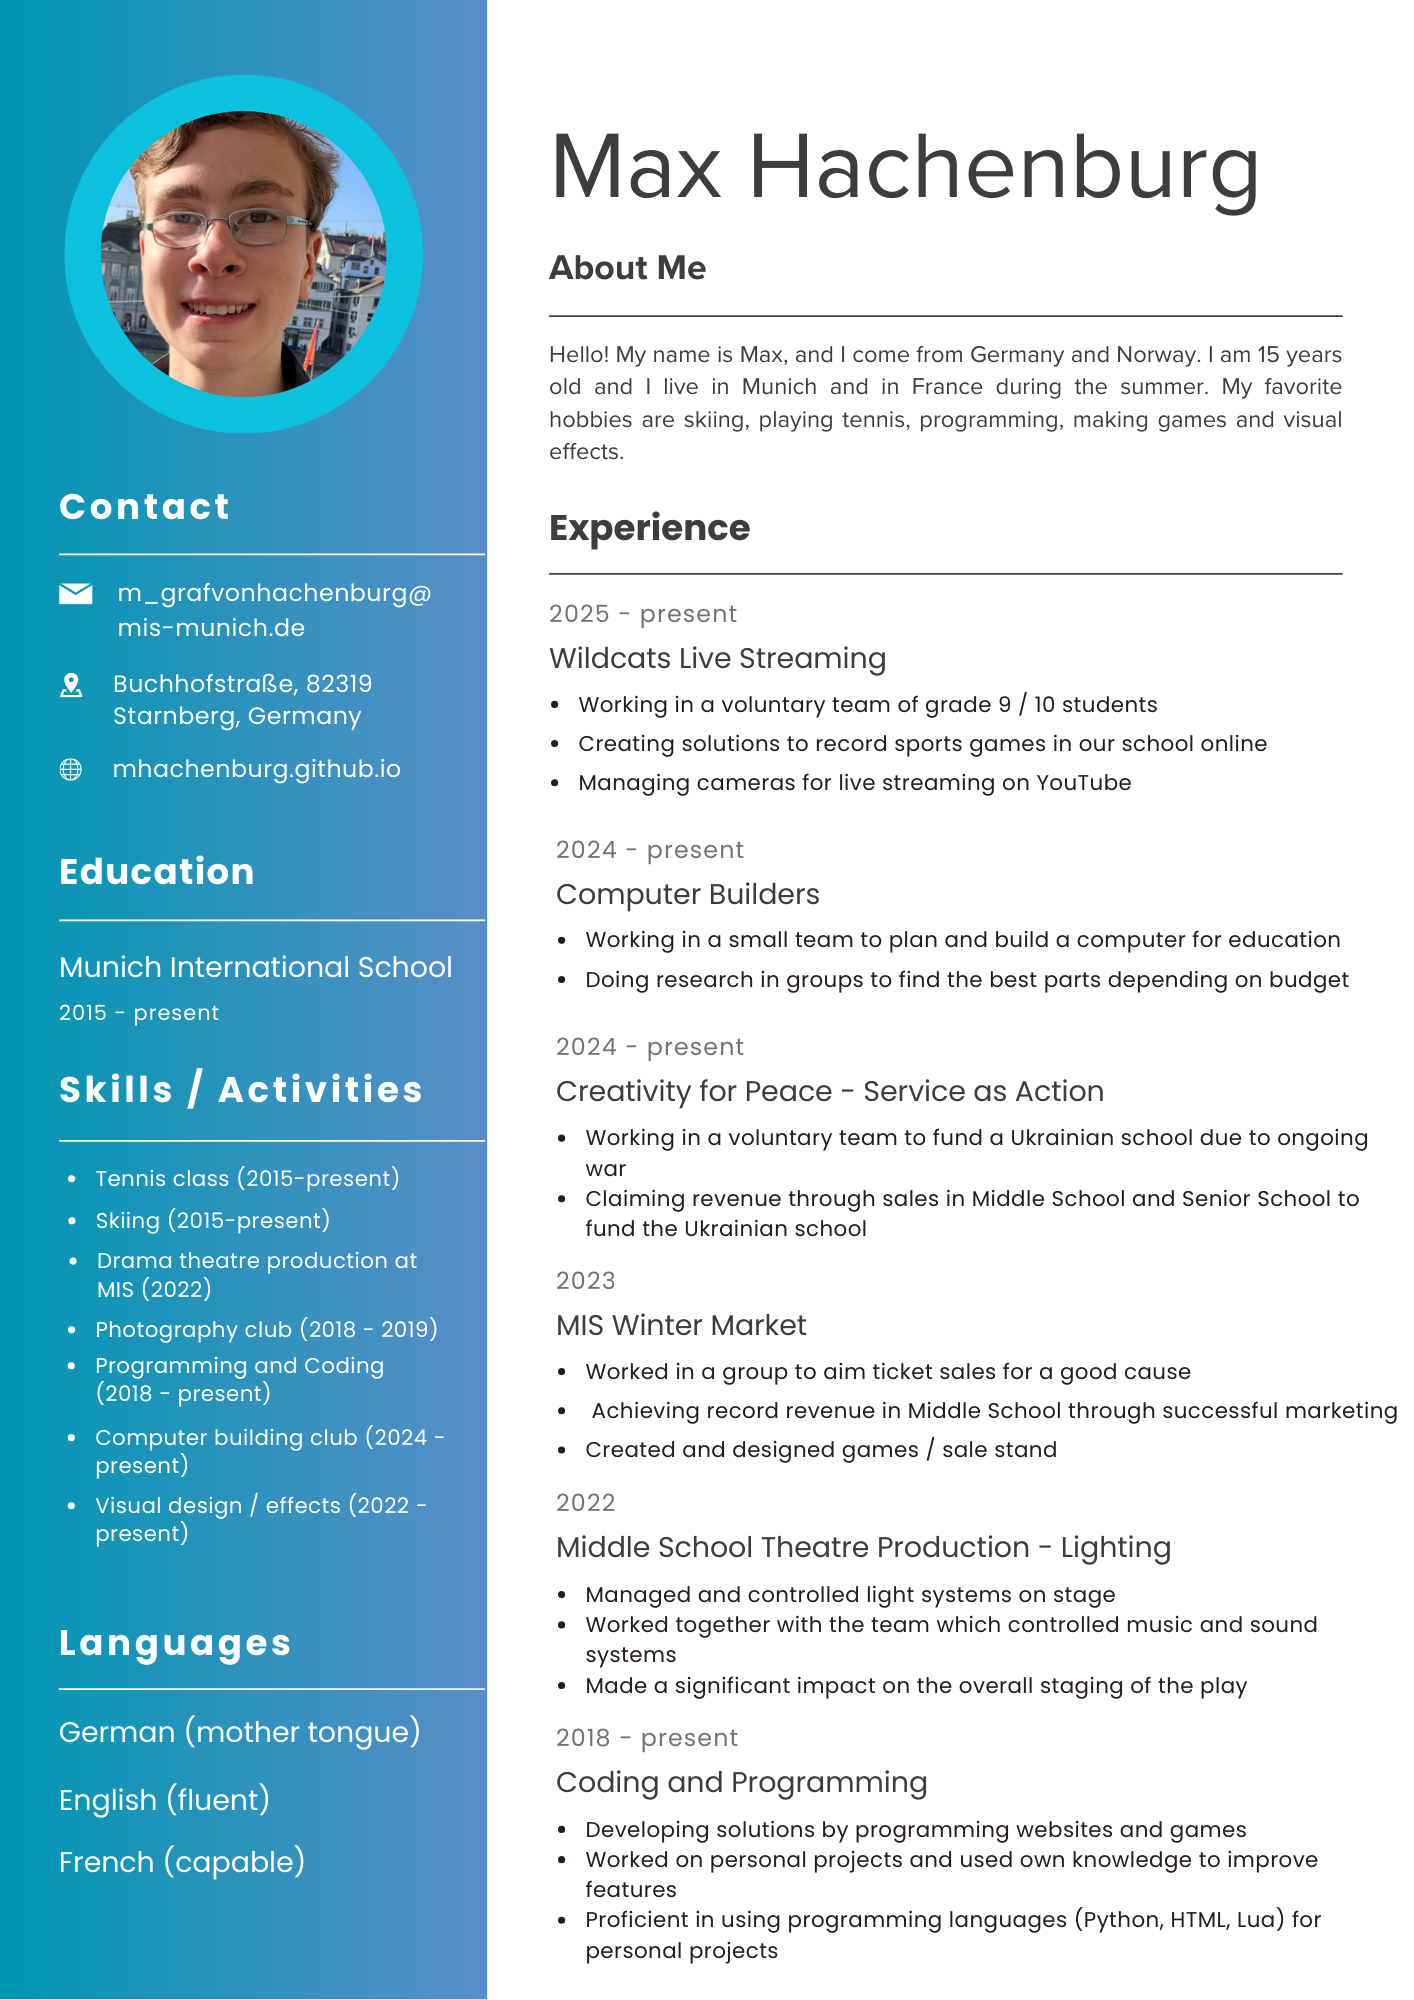 Max Hachenburg
About Me
Hello! My name is Max, and I come from Germany and Norway. I am 15 years
old and I live in Munich and in France during the summer. My favorite
hobbies are skiing, playing tennis, programming, making games and visual
effects.
Contact
m_grafvonhachenburg@
mis-munich.de
Buchhofstraße, 82319
Starnberg, Germany
mhachenburg.github.io
Education
Munich International School
2015 - present
Skills / Activities
• Tennis class (2015-present)
• Skiing (2015-present)
• Drama theatre production at
MIS (2022)
• Photography club (2018 - 2019)
• Programming and Coding
(2018 - present)
• Computer building club (2024 -
present)
• Visual design / effects (2022 -
present)
Languages
German (mother tongue)
English (fluent)
French (capable)
Experience
2025 - present
Wildcats Live Streaming
• Working in a voluntary team of grade 9 / 10 students
• Creating solutions to record sports games in our school online
• Managing cameras for live streaming on YouTube
2024 - present
Computer Builders
• Working in a small team to plan and build a computer for education
• Doing research in groups to find the best parts depending on budget
2024 - present
Creativity for Peace - Service as Action
• Working in a voluntary team to fund a Ukrainian school due to ongoing
war
• Claiming revenue through sales in Middle School and Senior School to
fund the Ukrainian school
2023
MIS Winter Market
• Worked in a group to aim ticket sales for a good cause
• Achieving record revenue in Middle School through successful marketing
• Created and designed games / sale stand
2022
Middle School Theatre Production - Lighting
• Managed and controlled light systems on stage
• Worked together with the team which controlled music and sound
systems
• Made a significant impact on the overall staging of the play
2018 - present
Coding and Programming
• Developing solutions by programming websites and games
• Worked on personal projects and used own knowledge to improve
features
• Proficient in using programming languages (Python, HTML, Lua) for
personal projects